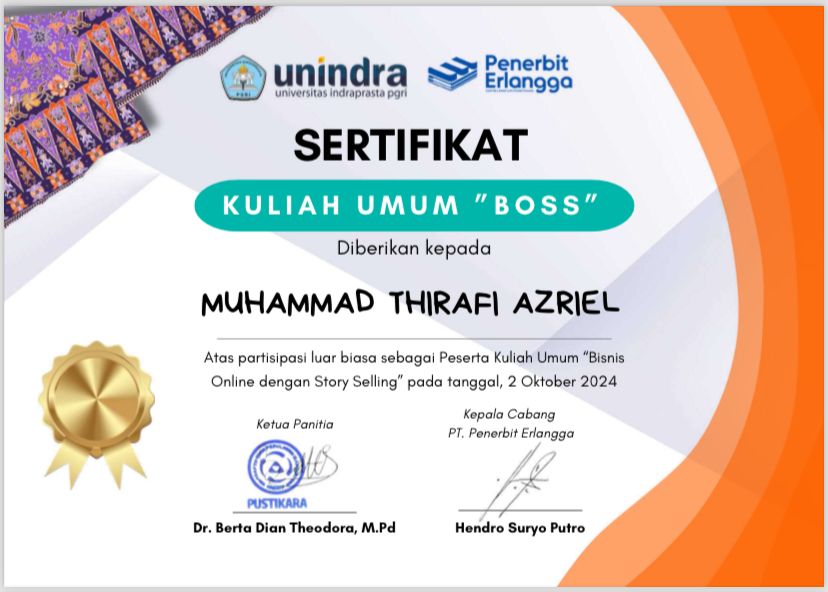 unindra
universitas indraprasta pgri
Penerbit
Erlangga
SERTIFIKAT
KULIAH UMUM "BOSS"
Diberikan kepada
MUHAMMAD THIRAFI AZRIEL
Atas partisipasi luar biasa sebagai Peserta Kuliah Umum "Bisnis
Online dengan Story Selling" pada tanggal, 2 Oktober 2024
Ketua Panitia
Kepala Cabang
PT. Penerbit Erlangga
PUSTIKARA
Dr. Berta Dian Theodora, M.Pd
Hendro Suryo Putro